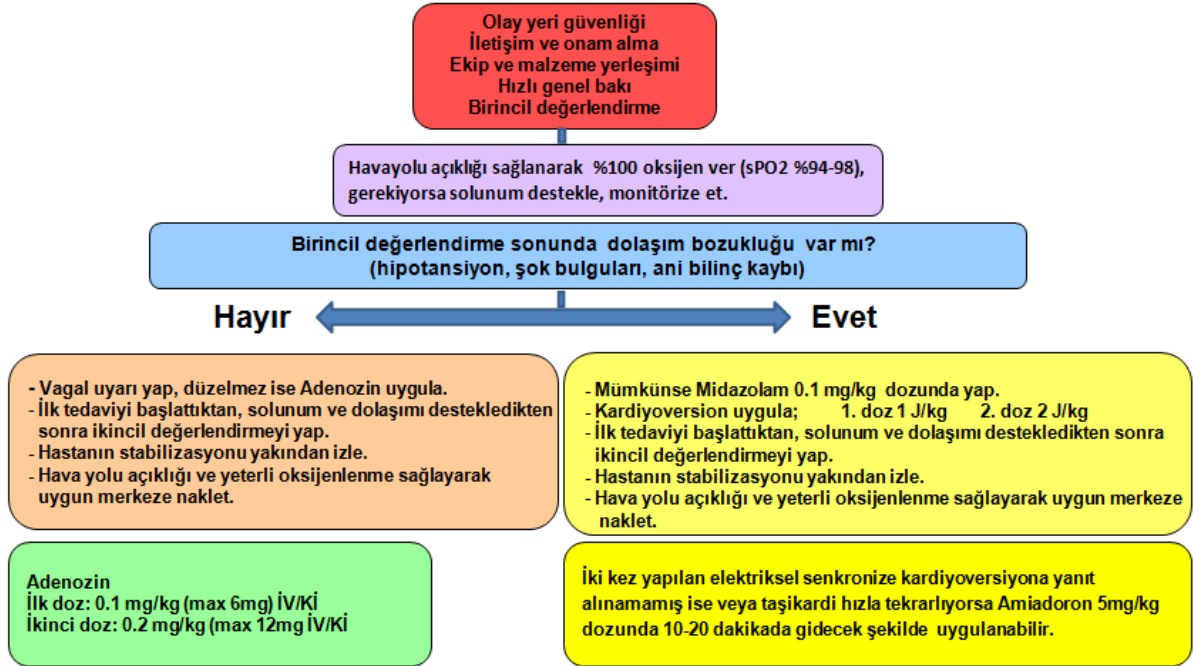 Olay yeri güvenliği
İletişim ve onam alma
Ekip ve malzeme yerleşimi
Hızlı genel bakı
Birincil değerlendirme
Havayolu açıklığı sağlanarak %100 oksijen ver (sPO2 %94-98),
gerekiyorsa solunum destekle, monitörize et.
Birincil değerlendirme sonunda dolaşım bozukluğu var mı?
(hipotansiyon, şok bulguları, ani bilinç kaybı)
Hayır
Evet
- Vagal uyarı yap, düzelmez ise Adenozin uygula.
- İlk tedaviyi başlattıktan, solunum ve dolaşımı destekledikten
sonra ikincil değerlendirmeyi yap.
- Hastanın stabilizasyonu yakından izle.
- Hava yolu açıklığı ve yeterli oksijenlenme sağlayarak
uygun merkeze naklet.
- Mümkünse Midazolam 0.1 mg/kg dozunda yap.
- Kardiyoversion uygula; 1. doz 1 J/kg 2. doz 2 J/kg
- İlk tedaviyi başlattıktan, solunum ve dolaşımı destekledikten sonra
ikincil değerlendirmeyi yap.
- Hastanın stabilizasyonu yakından izle.
- Hava yolu açıklığı ve yeterli oksijenlenme sağlayarak uygun merkeze
naklet.
Adenozin
İlk doz: 0.1 mg/kg (max 6mg) İV/Kİ
İkinci doz: 0.2 mg/kg (max 12mg İV/Kİ
İki kez yapılan elektriksel senkronize kardiyoversiyona yanıt
alınamamış ise veya taşikardi hızla tekrarlıyorsa Amiadoron 5mg/kg
dozunda 10-20 dakikada gidecek şekilde uygulanabilir.